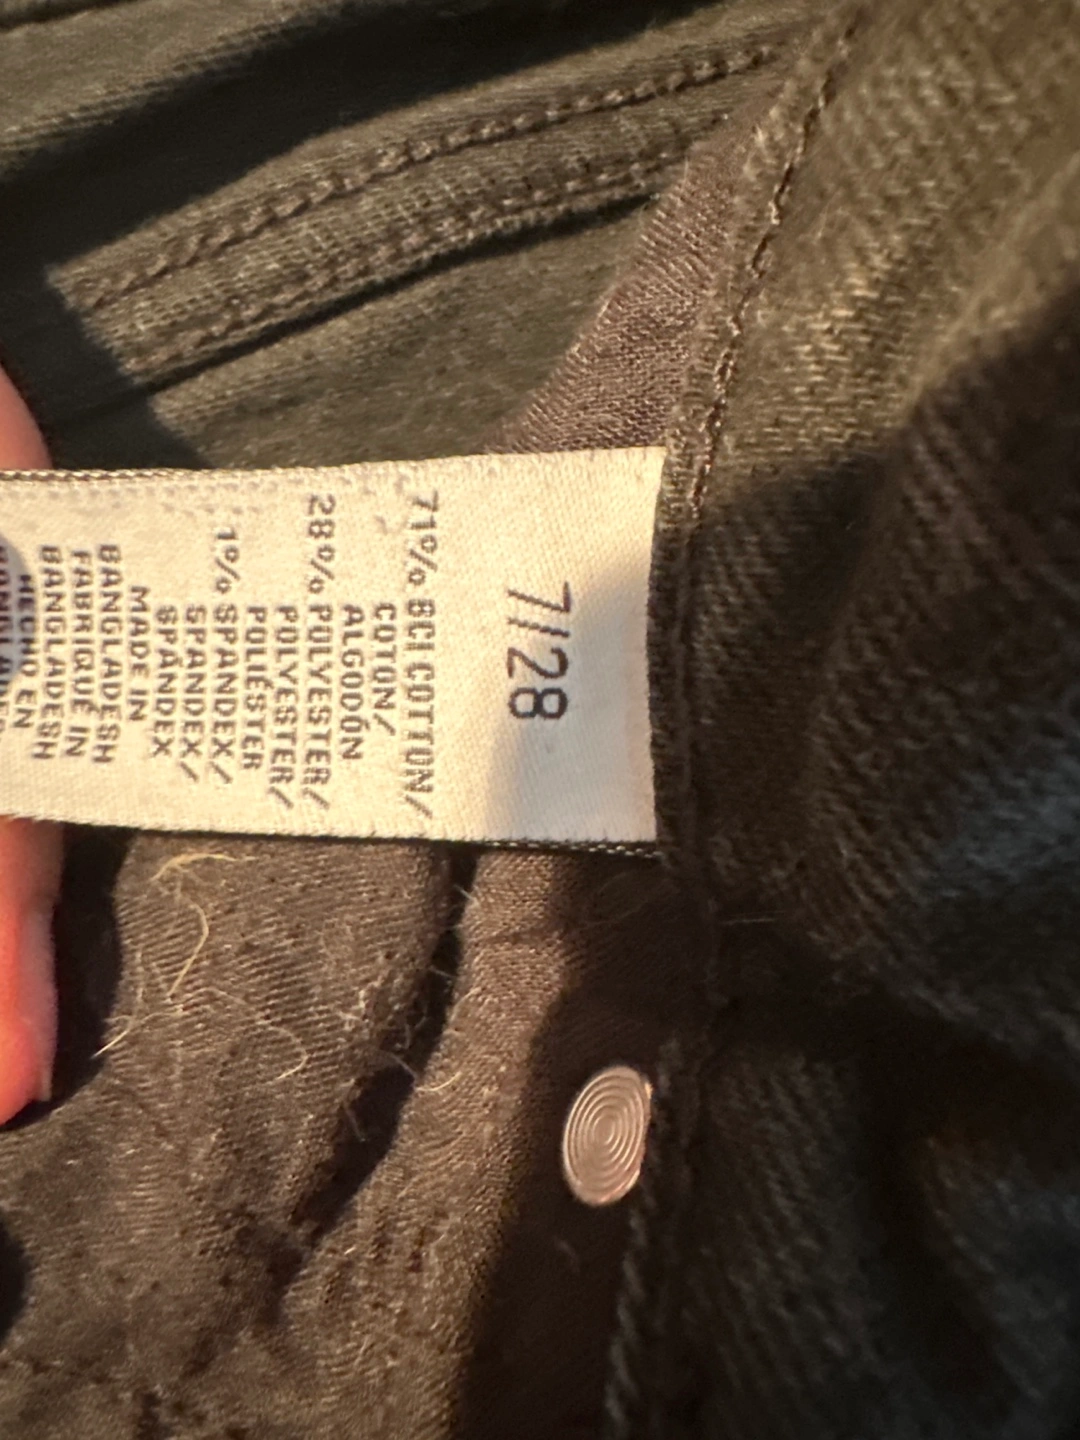 7/28
71% BCI COTTON/
COTON/
ALGODÓN
28% POLYESTER/
POLYESTER/
POLIÉSTER
1% SPANDEX/
SPANDEX/
SPANDEX
MADE IN
BANGLADESH
FABRIQUÉ IN
BANGLADESH
HECHO EN